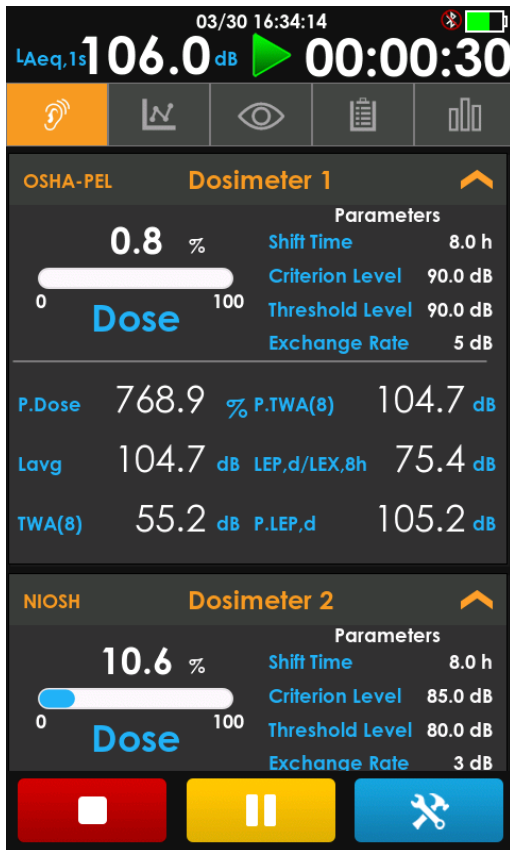 03/30 16:34:14
LAeq,1s 106.0 dB 00:00:30
OSHA-PEL Dosimeter 1
Parameters
0.8 % Shift Time 8.0 h
Criterion Level 90.0 dB
0 100 Threshold Level 90.0 dB
Dose
Exchange Rate 5 dB
P.Dose 768.9 % P.TWA(8) 104.7 dB
Lavg 104.7 dB LEP,d/LEX,8h 75.4 dB
TWA(8) 55.2 dB P.LEP,d 105.2 dB
NIOSH Dosimeter 2
Parameters
10.6 % Shift Time 8.0 h
Criterion Level 85.0 dB
0 100 Threshold Level 80.0 dB
Dose
Exchange Rate 3 dB